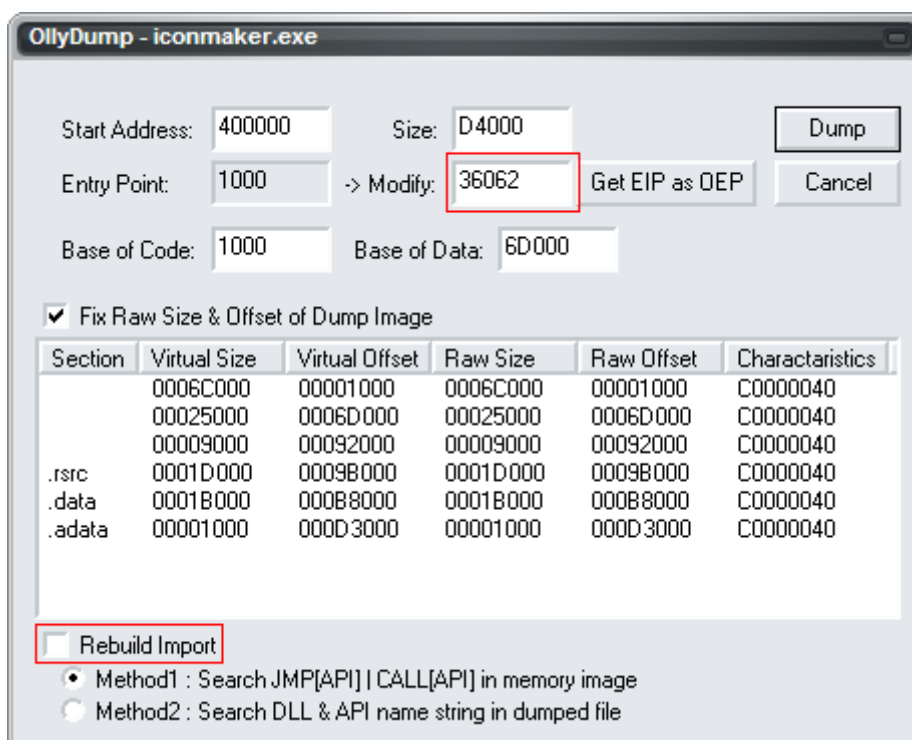 OllyDump - iconmaker.exe
Start Address: 400000 Size: D4000 Dump
Entry Point: 1000 -> Modify: 36062 Get EIP as OEP Cancel
Base of Code: 1000 Base of Data: 6D000
Fix Raw Size & Offset of Dump Image
Section Virtual Size Virtual Offset Raw Size Raw Offset Charactaristics
0006C000 00001000 0006C000 00001000 C0000040
00025000 0006D000 00025000 0006D000 C0000040
00009000 00092000 00009000 00092000 C0000040
.rsrc 0001D000 0009B000 0001D000 0009B000 C0000040
.data 0001B000 000B8000 0001B000 000B8000 C0000040
.adata 00001000 000D3000 00001000 000D3000 C0000040
Rebuild Import
Method1 : Search JMP[API] | CALL[API] in memory image
Method2 : Search DLL & API name string in dumped file